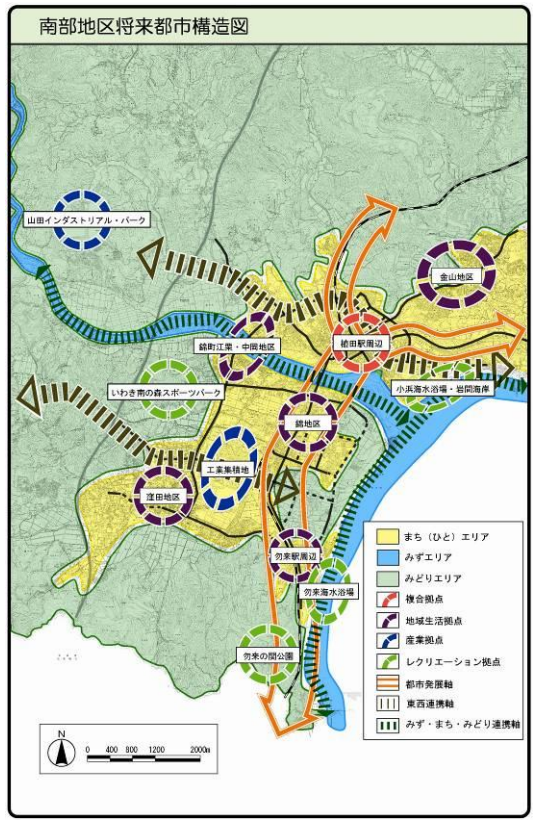 南部地区将来都市構造図
山田インダストリアル・パーク
金山地区
錦町江栗・中岡地区
植田駅周辺
いわき南の森スポーツパーク
小浜海水浴場・岩間海岸
錦地区
工業集積地
窪田地区
勿来駅周辺
勿来海水浴場
勿来の関公園
まち（ひと）エリア
みずエリア
みどりエリア
複合拠点
地域生活拠点
産業拠点
レクリエーション拠点
都市発展軸
東西連携軸
みず・まち・みどり連携軸
N
0 400 800 1200 2000m